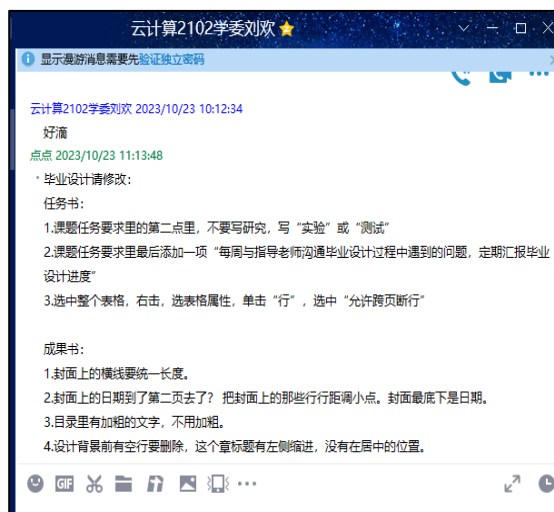 云计算2102学委刘欢
显示漫游消息需要先验证独立密码
云计算2102学委刘欢 2023/10/23 10:12:34
好滴
点点 2023/10/23 11:13:48
毕业设计请修改：
任务书：
1.课题任务要求里的第二点里，不要写研究，写“实验”或“测试”
2.课题任务要求里最后添加一项“每周与指导老师沟通毕业设计过程中遇到的问题，定期汇报毕业
设计进度”
3.选中整个表格，右击，选表格属性，单击“行”，选中“允许跨页断行”
成果书：
1.封面上的横线要统一长度。
2.封面上的日期到了第二页去了？ 把封面上的那些行行距调小点。封面最底下是日期。
3.目录里有加粗的文字，不用加粗。
4.设计背景前有空行要删除，这个章标题有左侧缩进，没有在居中的位置。
GIF